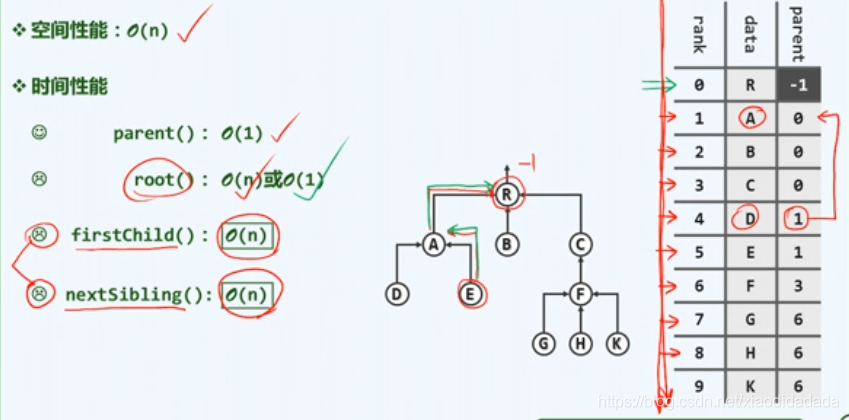 空间性能：O(n)
时间性能
parent()：O(1)
root()：O(n)或O(1)
firstChild()：O(n)
nextSibling()：O(n)
-1
R
A B C
D E F
G H K
rank data parent
0 R -1
1 A 0
2 B 0
3 C 0
4 D 1
5 E 1
6 F 3
7 G 6
8 H 6
9 K 6
https://blog.csdn.net/xiaodidadada